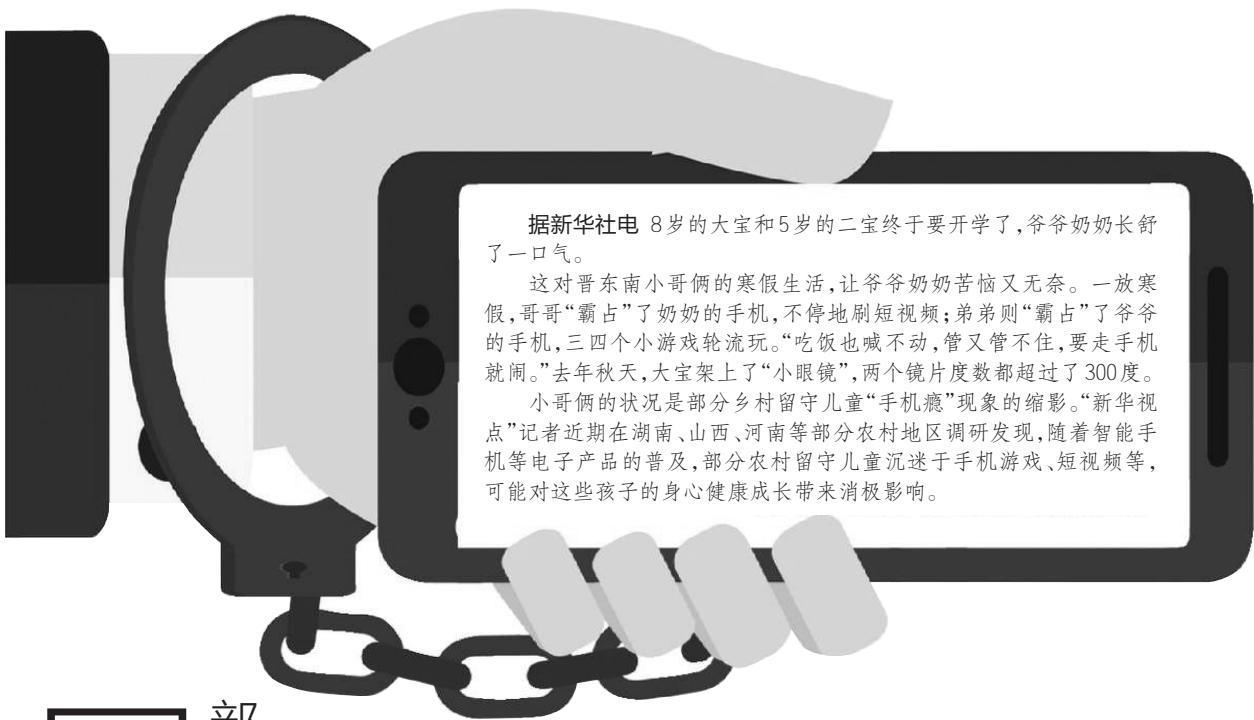 据新华社电 8岁的大宝和5岁的二宝终于要开学了,爷爷奶奶长舒
了一口气。
这对晋东南小哥俩的寒假生活,让爷爷奶奶苦恼又无奈。一放寒
假,哥哥“霸占”了奶奶的手机,不停地刷短视频;弟弟则“霸占”了爷爷
的手机,三四个小游戏轮流玩。“吃饭也喊不动,管又管不住,要走手机
就闹。”去年秋天,大宝架上了“小眼镜”,两个镜片度数都超过了300度。
小哥俩的状况是部分乡村留守儿童“手机瘾”现象的缩影。“新华视
点”记者近期在湖南、山西、河南等部分农村地区调研发现,随着智能手
机等电子产品的普及,部分农村留守儿童沉迷于手机游戏、短视频等,
可能对这些孩子的身心健康成长带来消极影响。